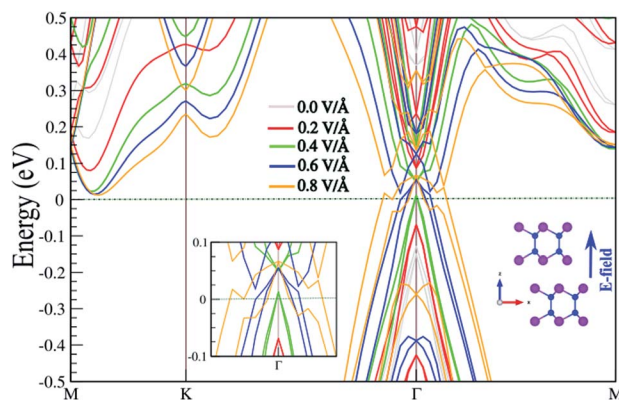 0.5
0.4
0.3
0.2
0.1
0
-0.1
-0.2
-0.3
-0.4
-0.5
Energy (eV)
0.0 V/Å
0.2 V/Å
0.4 V/Å
0.6 V/Å
0.8 V/Å
0.1
0
-0.1
Γ
E-field
z
x
M
K
Γ
M